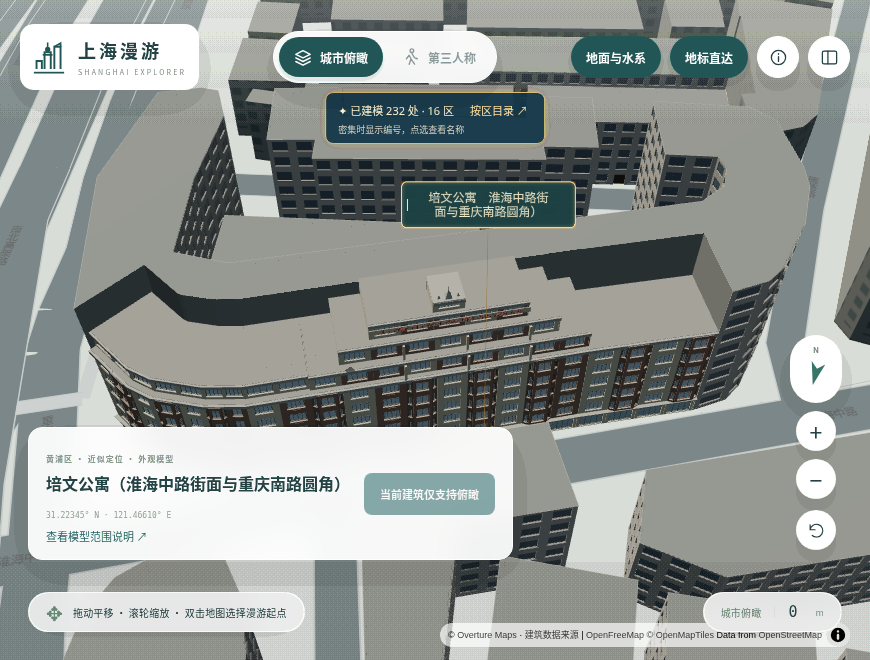 上海漫游
SHANGHAI EXPLORER
城市俯瞰
第三人称
地面与水系
地标直达
✦ 已建模 232 处 · 16 区 按区目录 ↗
密集时显示编号，点选查看名称
培文公寓 淮海中路街
面与重庆南路圆角）
N
黄浦区 · 近似定位 · 外观模型
培文公寓（淮海中路街面与重庆南路圆角）
当前建筑仅支持俯瞰
31.22345° N · 121.46610° E
查看模型范围说明 ↗
拖动平移 · 滚轮缩放 · 双击地图选择漫游起点
城市俯瞰 0 m
© Overture Maps · 建筑数据来源 | OpenFreeMap © OpenMapTiles Data from OpenStreetMap